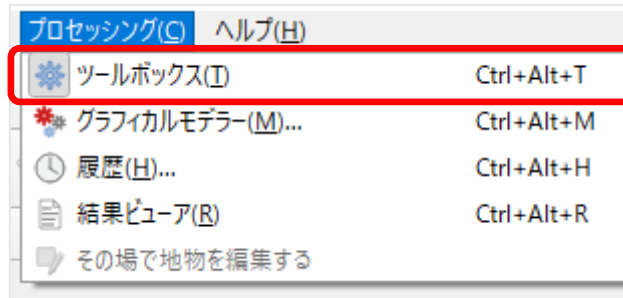 プロセッシング(C) ヘルプ(H)
ツールボックス(T) Ctrl+Alt+T
グラフィカルモデラー(M)... Ctrl+Alt+M
履歴(H)... Ctrl+Alt+H
結果ビューア(R) Ctrl+Alt+R
その場で地物を編集する